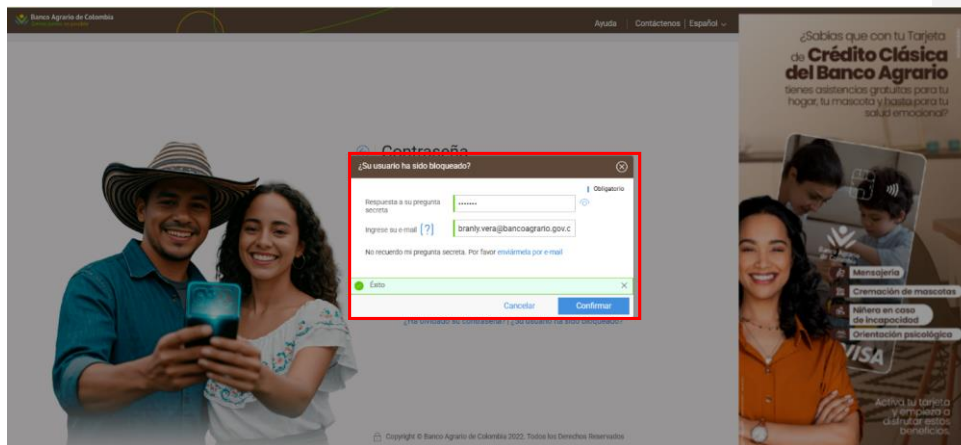 Banco Agrario de Colombia
Ayuda | Contáctenos | Español
Contraseña
¿Su usuario ha sido bloqueado?
Obligatorio
Respuesta a su pregunta
secreta
•••••••
Ingrese su e-mail [?]
branly.vera@bancoagrario.gov.c
No recuerdo mi pregunta secreta. Por favor enviármela por e-mail
Éxito
Cancelar
Confirmar
¿Ha olvidado su contraseña? | ¿Su usuario ha sido bloqueado?
Copyright © Banco Agrario de Colombia 2022. Todos los Derechos Reservados
¿Sabías que con tu Tarjeta
de Crédito Clásica
del Banco Agrario
tienes asistencias gratuitas para tu
hogar, tu mascota y hasta para tu
salud emocional?
Mensajería
Cremación de mascotas
Niñera en caso
de incapacidad
Orientación psicológica
VISA
Activa tu tarjeta
y empieza a
disfrutar estos
beneficios.